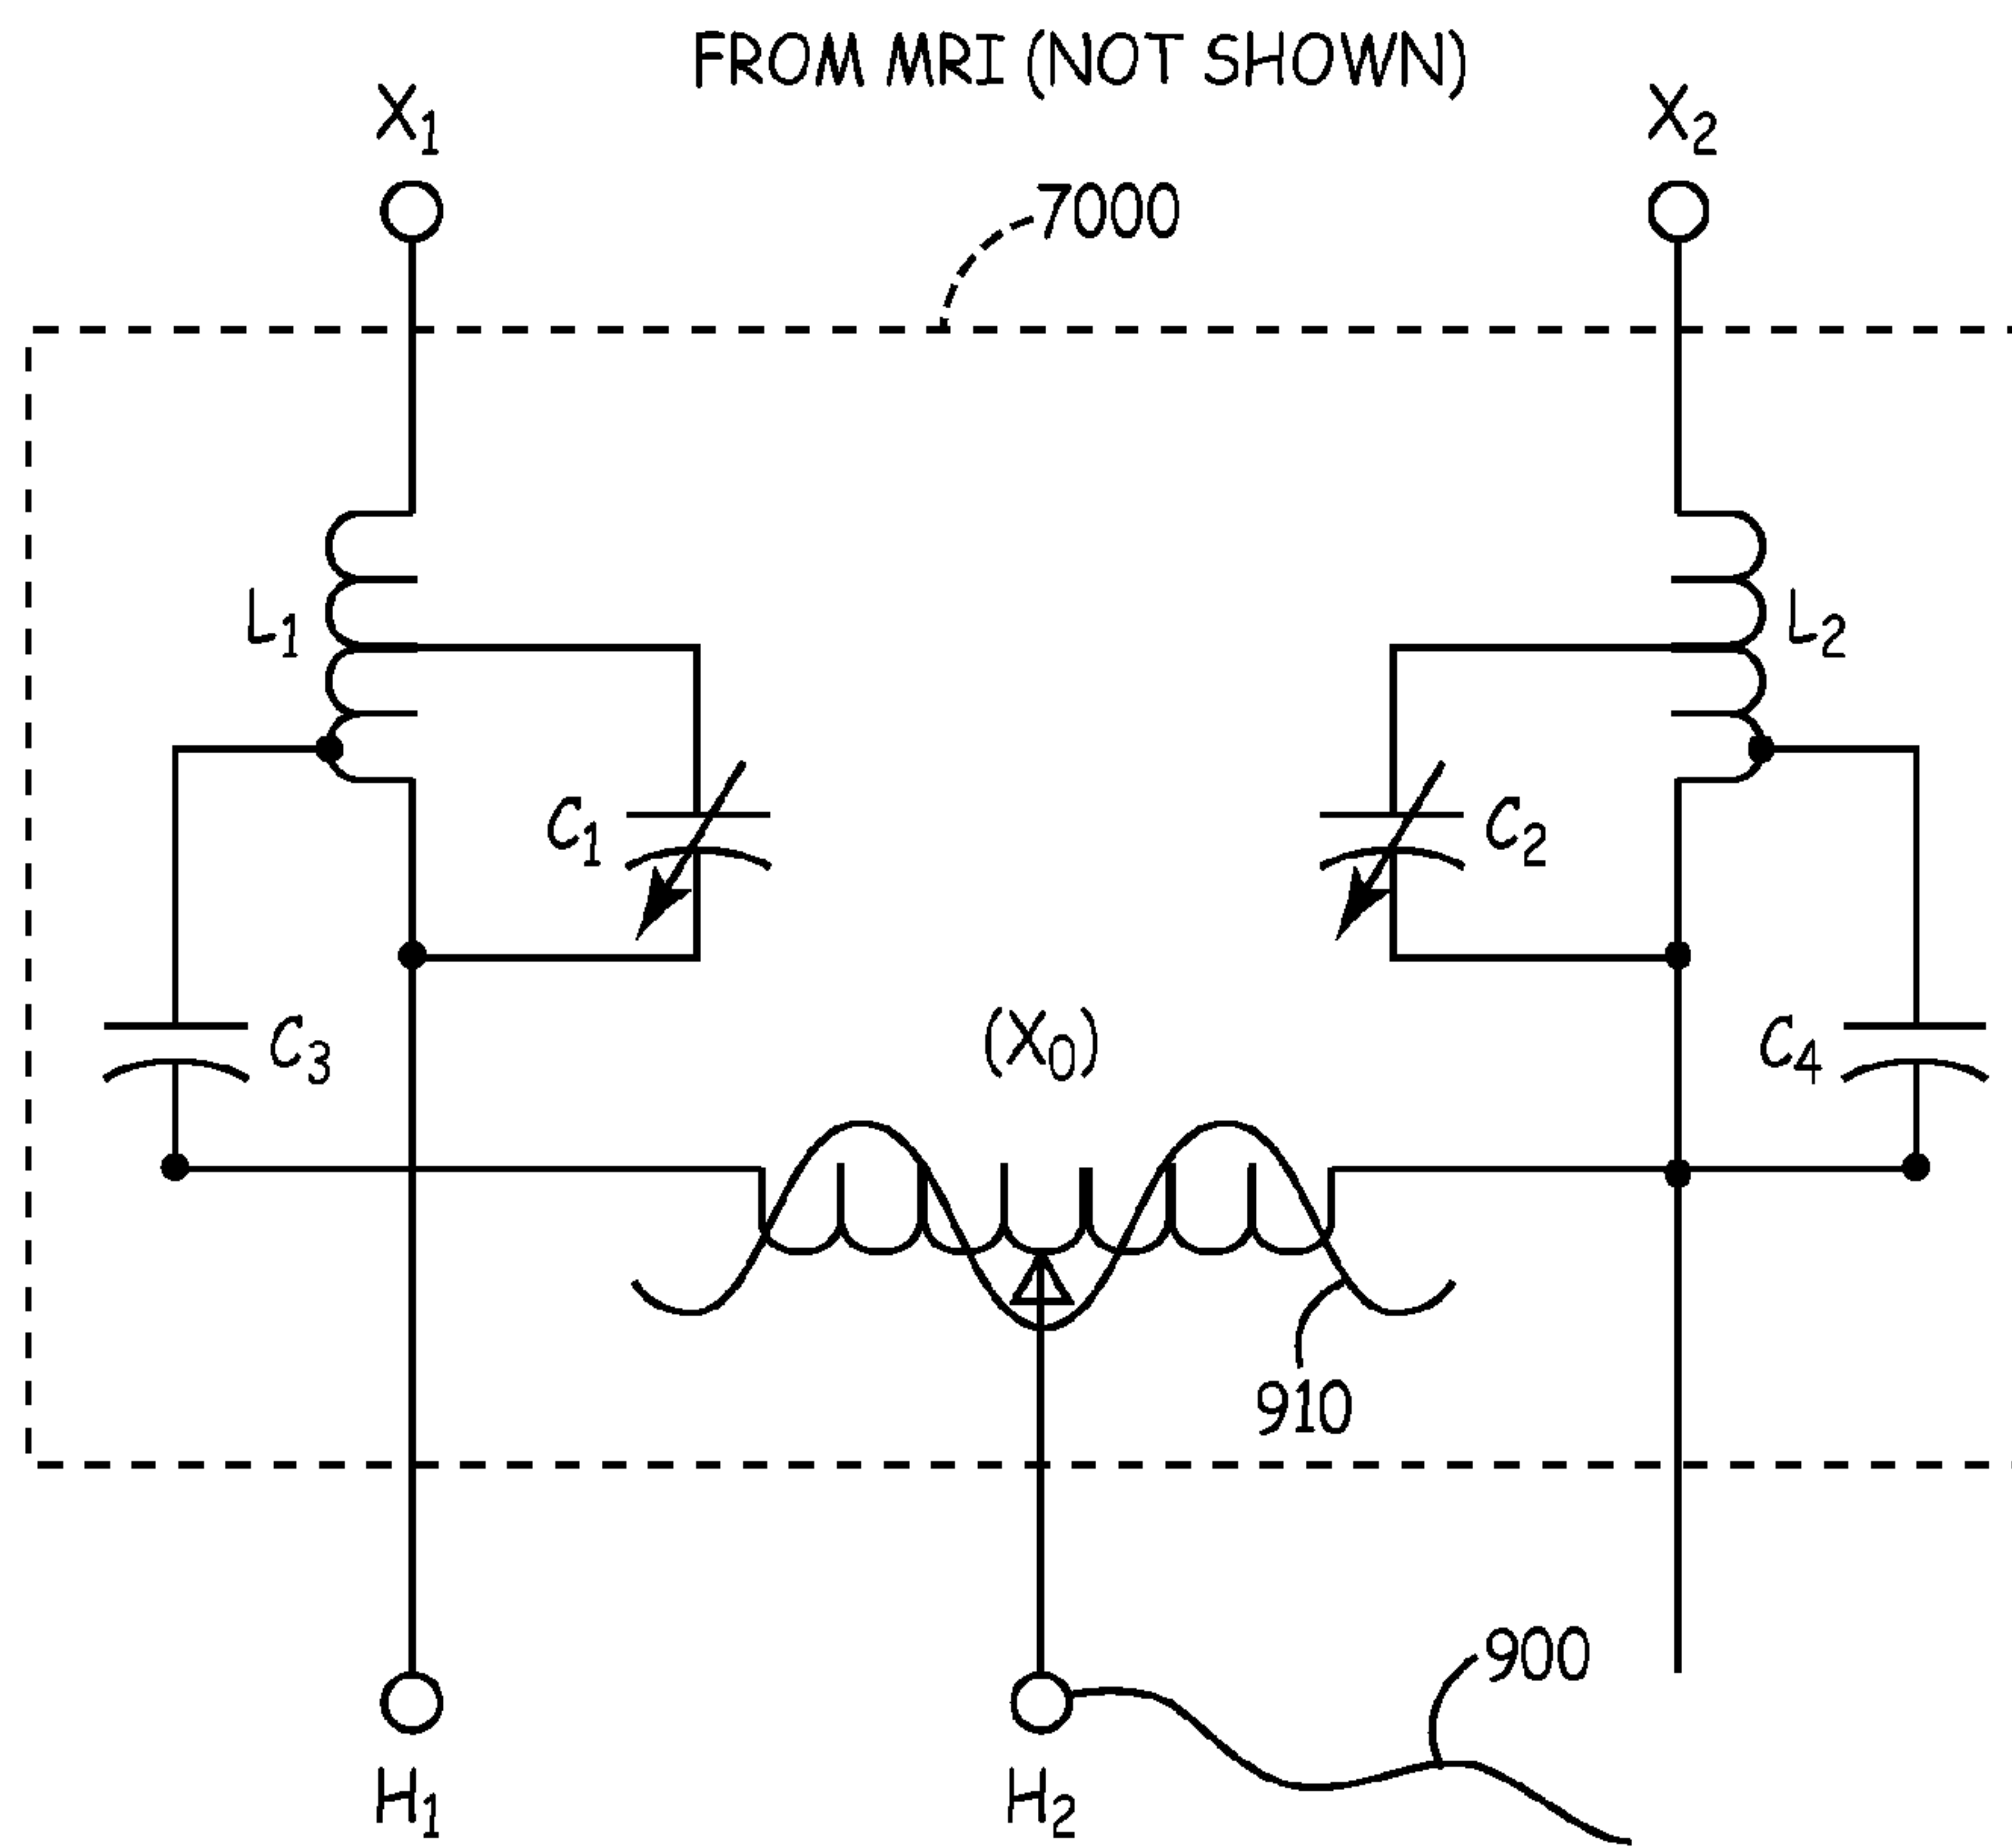 FROM MRI (NOT SHOWN)
X1
X2
7000
L1
L2
C1
C2
C3
(X0)
C4
910
900
H1
H2